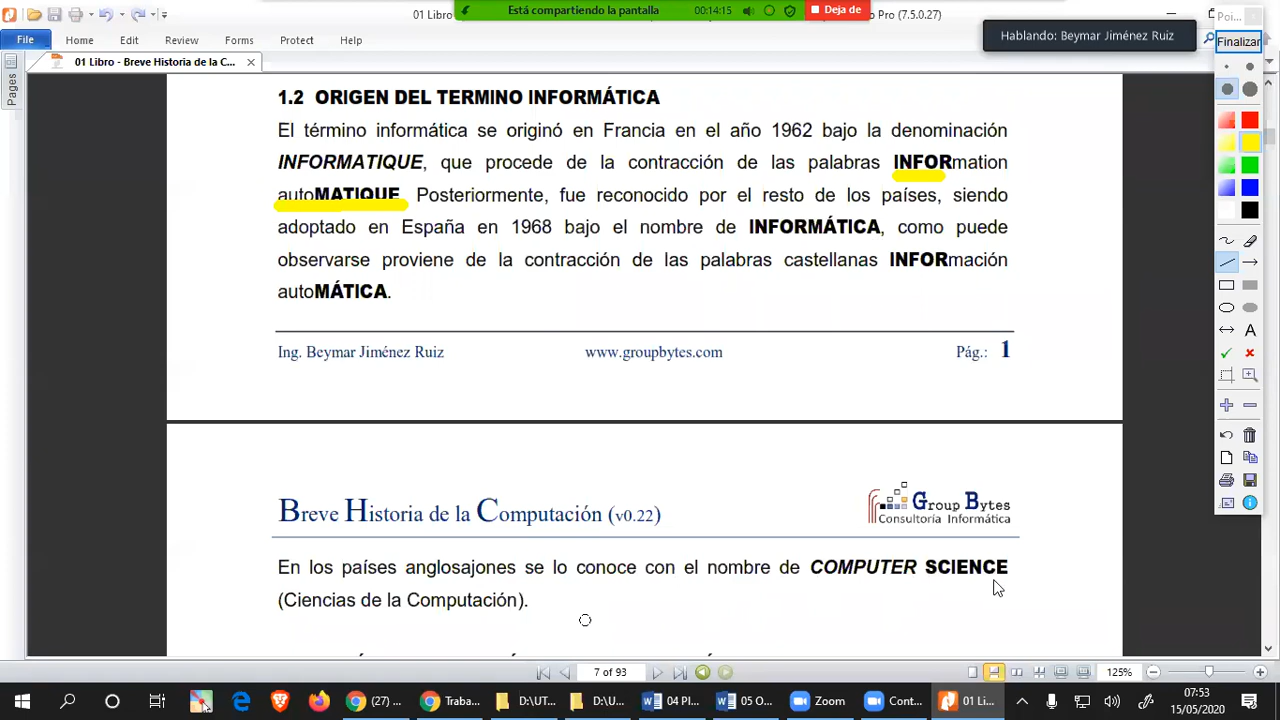 Está compartiendo la pantalla
00:14:15
Deja de
01 Libro
Pro (7.5.0.27)
Hablando: Beymar Jiménez Ruiz
Poi...
Finalizar
File
Home
Edit
Review
Forms
Protect
Help
01 Libro - Breve Historia de la C...
Pages
1.2 ORIGEN DEL TERMINO INFORMÁTICA
El término informática se originó en Francia en el año 1962 bajo la denominación
INFORMATIQUE, que procede de la contracción de las palabras INFORmation
autoMATIQUE. Posteriormente, fue reconocido por el resto de los países, siendo
adoptado en España en 1968 bajo el nombre de INFORMÁTICA, como puede
observarse proviene de la contracción de las palabras castellanas INFORmación
autoMÁTICA.
Ing. Beymar Jiménez Ruiz
www.groupbytes.com
Pág.: 1
Breve Historia de la Computación (v0.22)
Group Bytes
Consultoría Informática
En los países anglosajones se lo conoce con el nombre de COMPUTER SCIENCE
(Ciencias de la Computación).
7 of 93
125%
(27)
Traba...
D:\UT...
D:\U...
04 Pl...
05 O...
Zoom
Cont...
01 Li...
07:53
15/05/2020